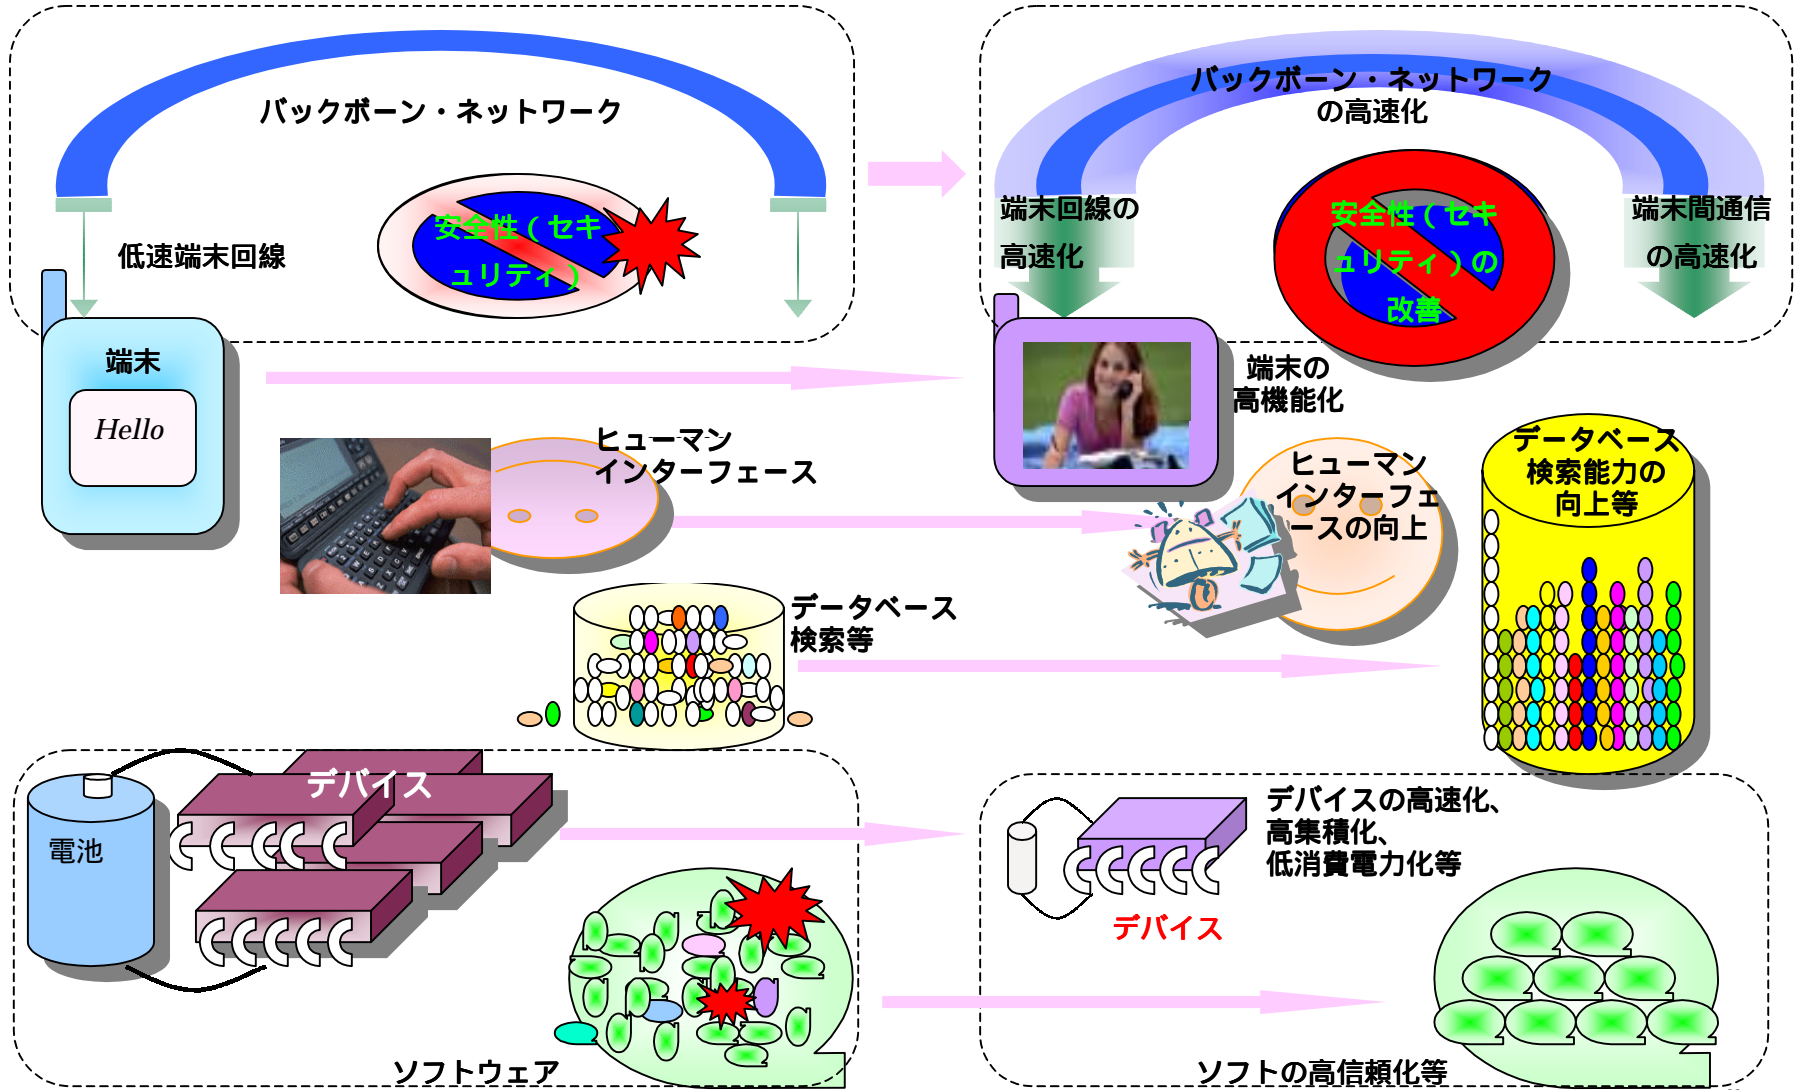 バックボーン・ネットワーク
低速端末回線
安全性（セキ
ュリティ）
端末
Hello
バックボーン・ネットワーク
の高速化
端末回線の
高速化
安全性（セキ
ュリティ）の
改善
端末間通信
の高速化
端末の
高機能化
ヒューマン
インターフェース
ヒューマン
インターフェ
ースの向上
データベース
検索能力の
向上等
データベース
検索等
デバイス
電池
ソフトウェア
デバイスの高速化、
高集積化、
低消費電力化等
デバイス
ソフトの高信頼化等